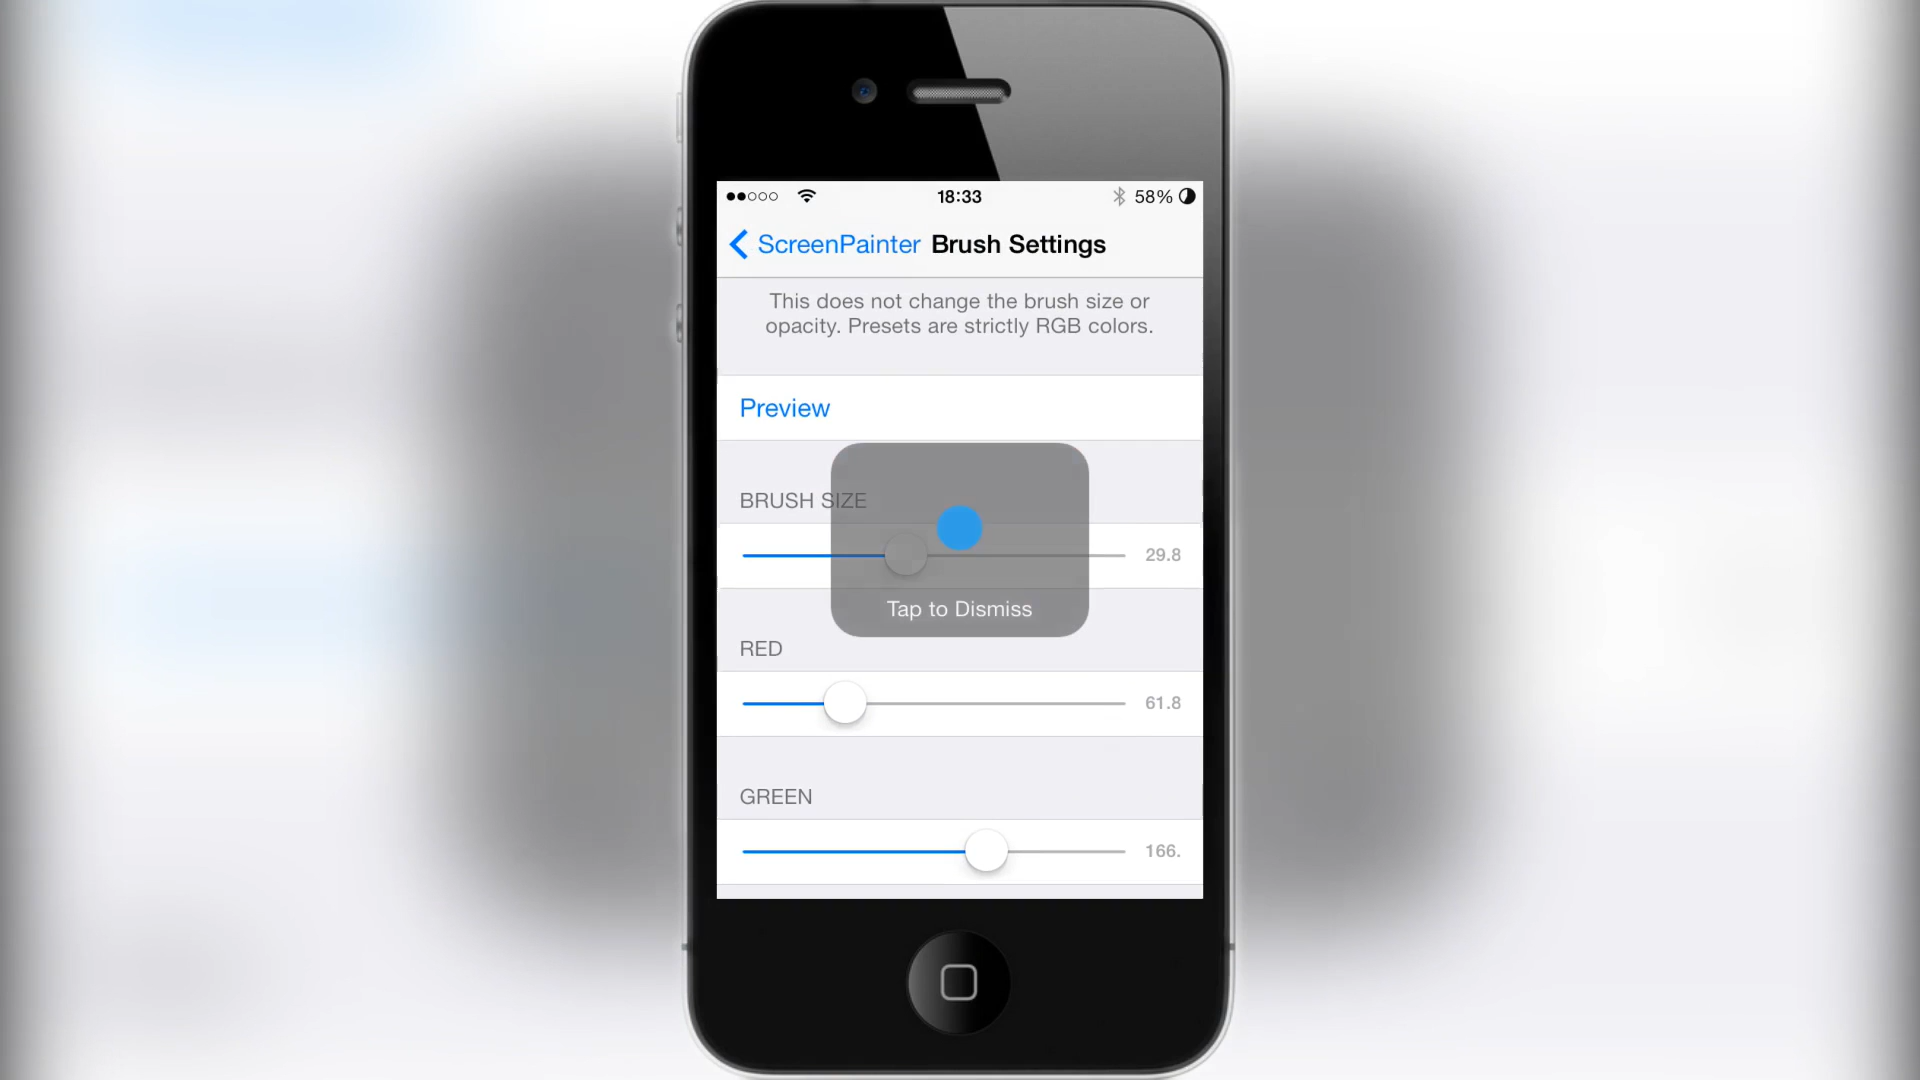 18:33
58%
ScreenPainter Brush Settings
This does not change the brush size or
opacity. Presets are strictly RGB colors.
Preview
BRUSH SIZE
29.8
Tap to Dismiss
RED
61.8
GREEN
166.